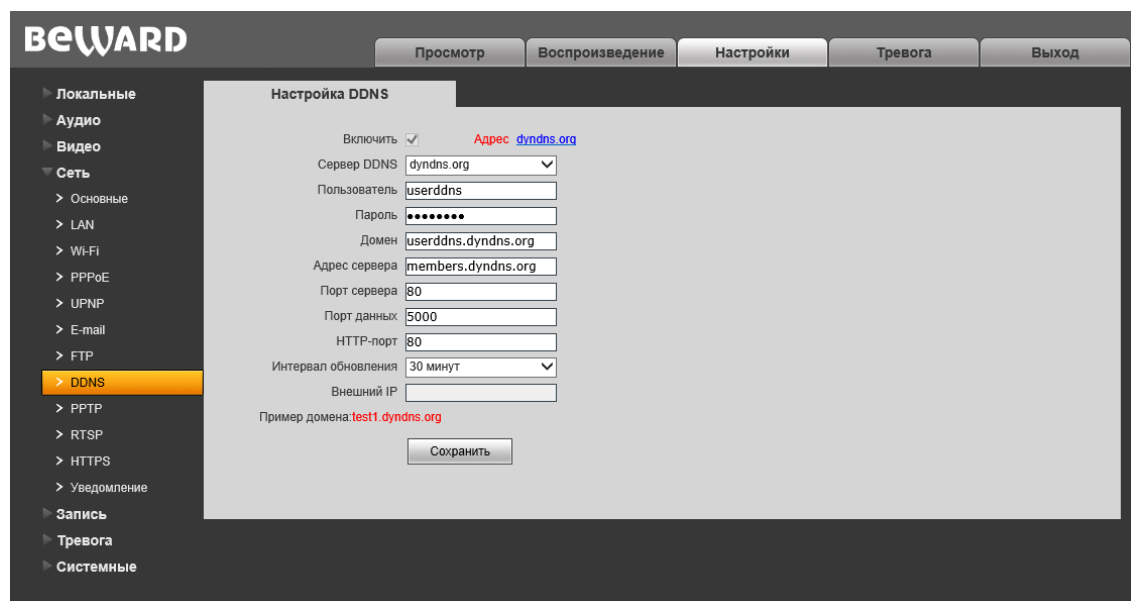 BEWARD
Просмотр
Воспроизведение
Настройки
Тревога
Выход
Локальные
Аудио
Видео
Сеть
Основные
LAN
Wi-Fi
PPPoE
UPNP
E-mail
FTP
DDNS
PPTP
RTSP
HTTPS
Уведомление
Запись
Тревога
Системные
Настройка DDNS
Включить Адрес dyndns.org
Сервер DDNS dyndns.org
Пользователь userddns
Пароль ••••••••
Домен userddns.dyndns.org
Адрес сервера members.dyndns.org
Порт сервера 80
Порт данных 5000
HTTP-порт 80
Интервал обновления 30 минут
Внешний IP
Пример домена:test1.dyndns.org
Сохранить